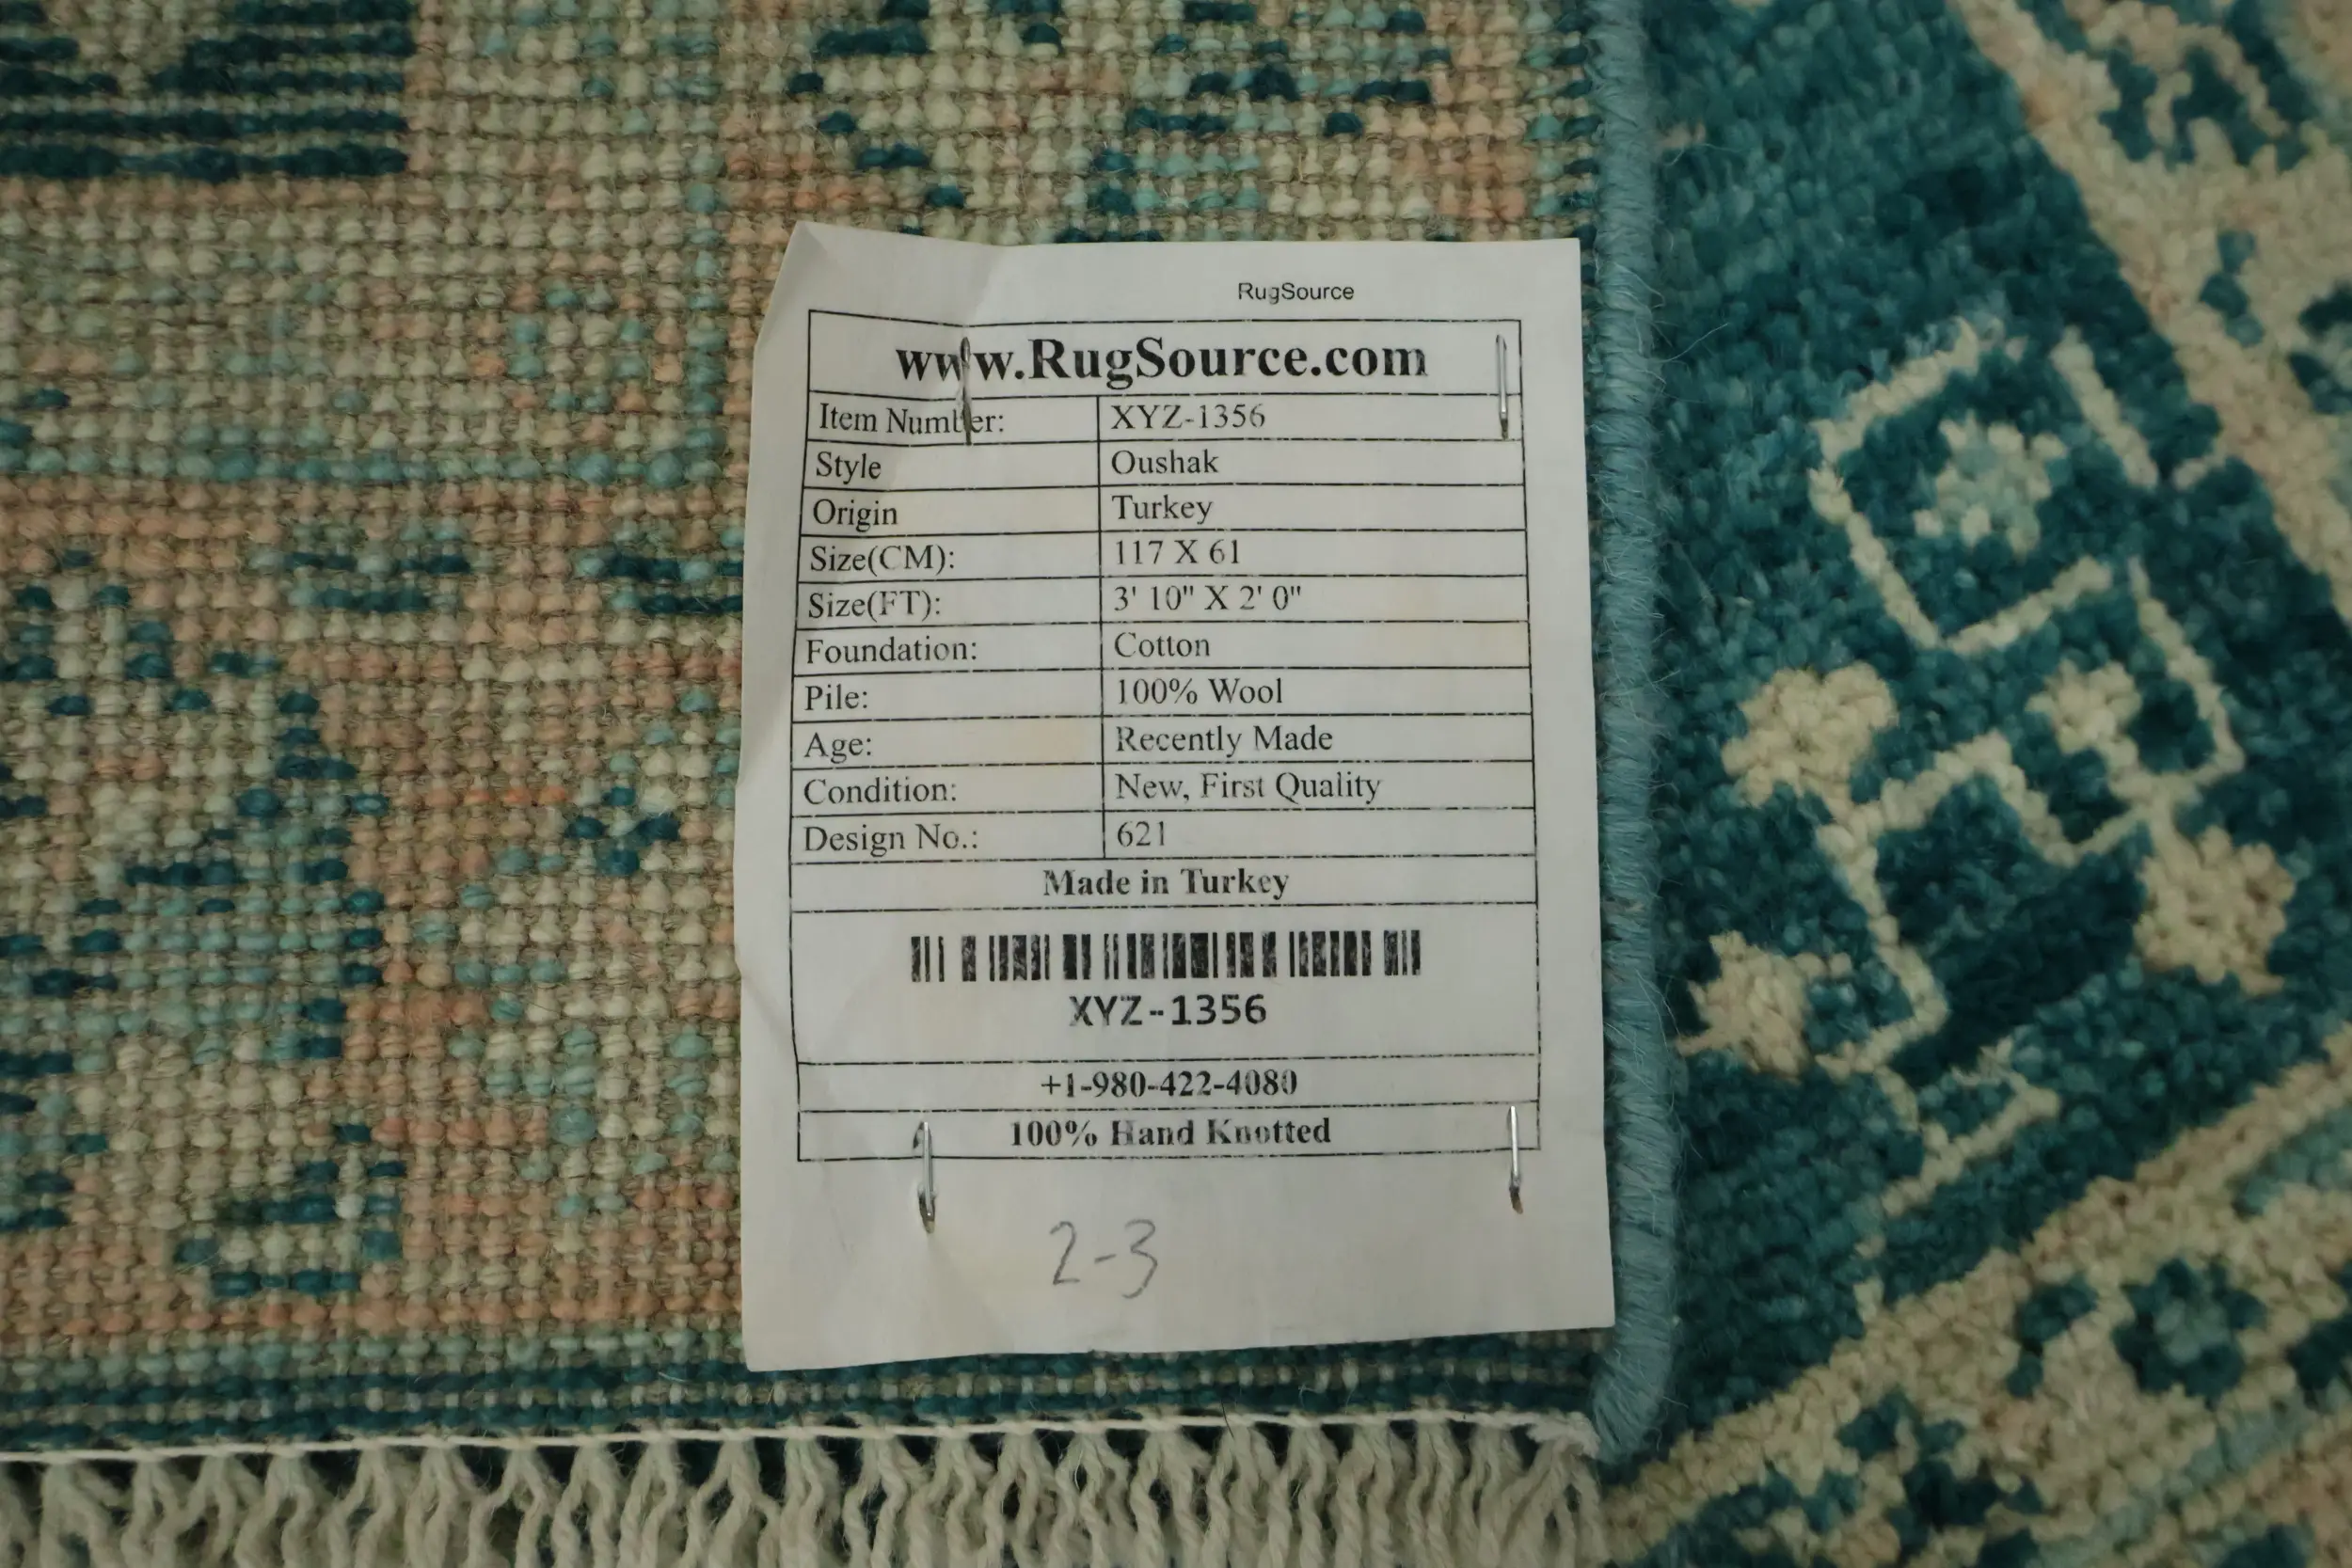 RugSource
www.RugSource.com
Item Number: XYZ-1356
Style Oushak
Origin Turkey
Size(CM): 117 X 61
Size(FT): 3' 10" X 2' 0"
Foundation: Cotton
Pile: 100% Wool
Age: Recently Made
Condition: New, First Quality
Design No.: 621
Made in Turkey
XYZ-1356
+1-980-422-4080
100% Hand Knotted
2-3